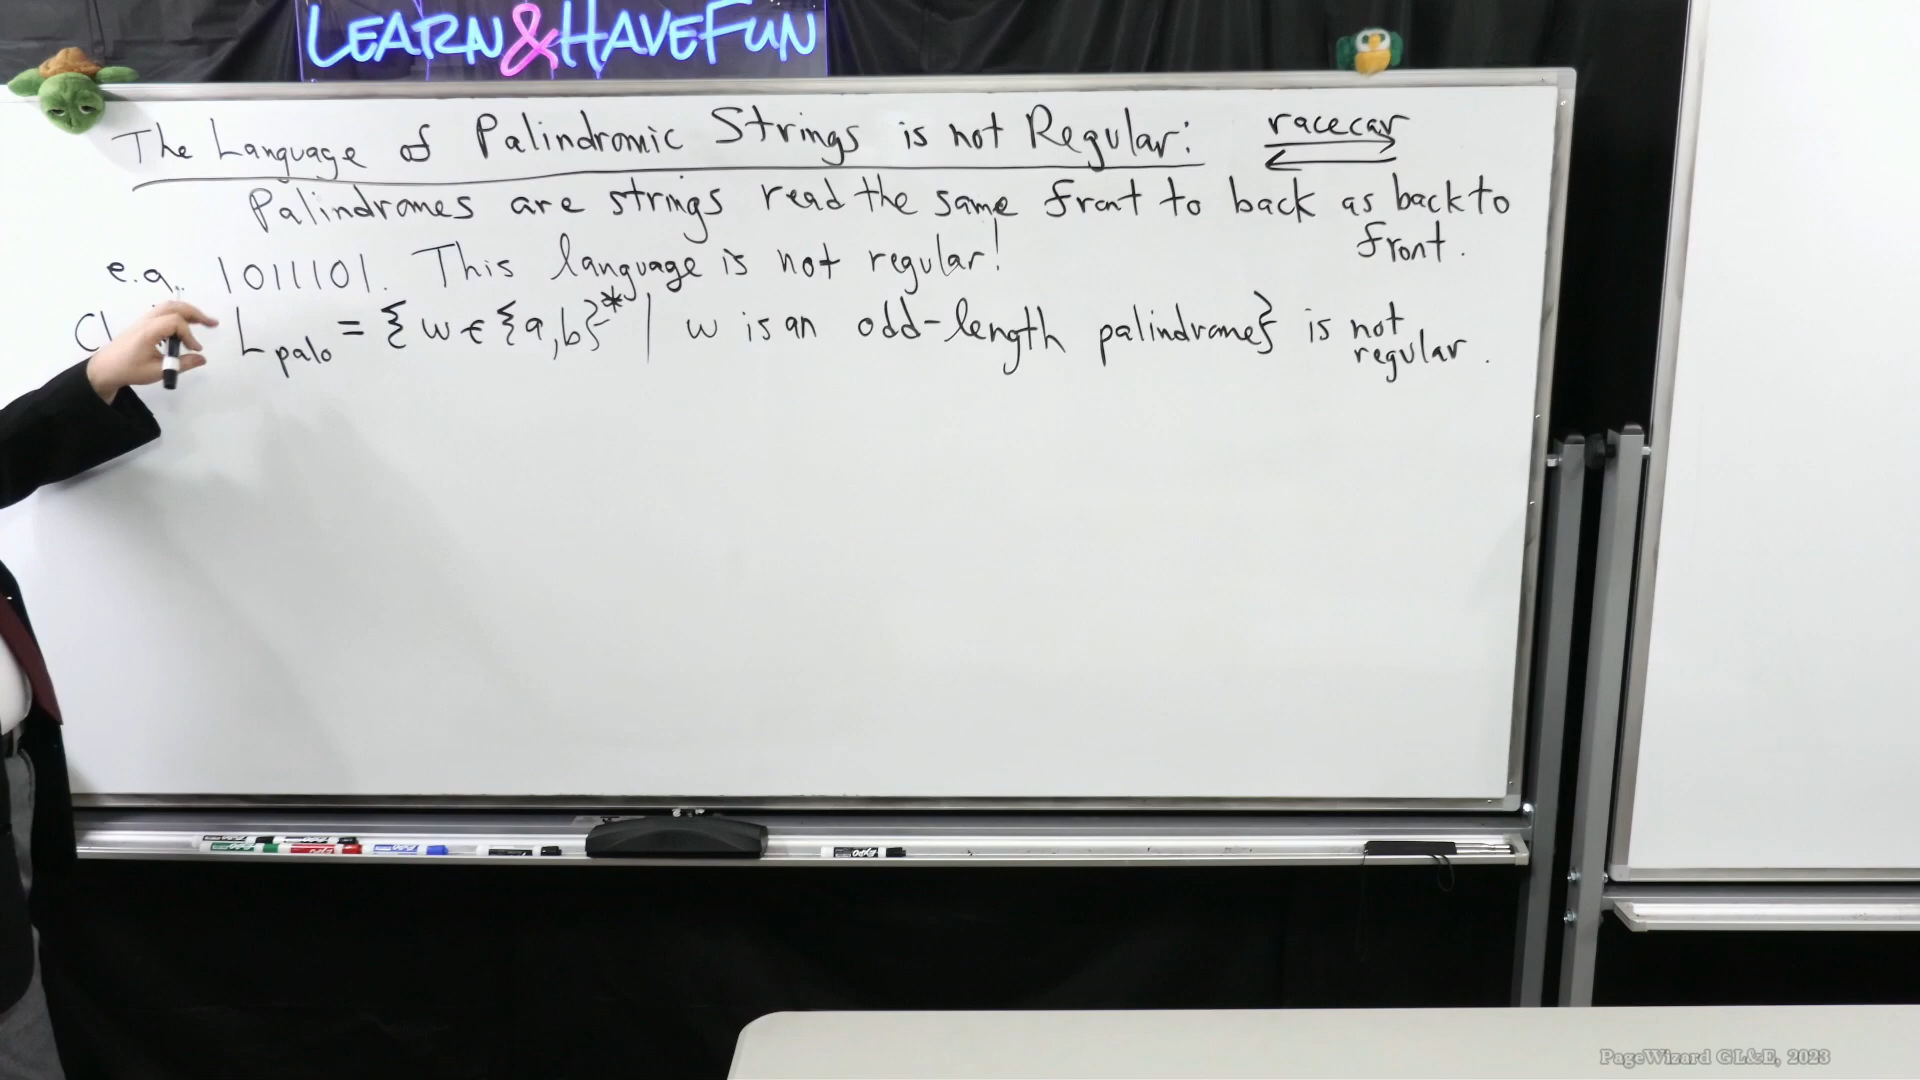 LEARN&HAVEFUN
The Language of Palindromic Strings is not Regular: racecar
Palindromes are strings read the same front to back as back to
front.
e.g. 1011101. This language is not regular!
L palo = { w ∈ {a,b}* | w is an odd-length palindrome} is not
regular.
EXPO
PageWizard GL&E, 2023